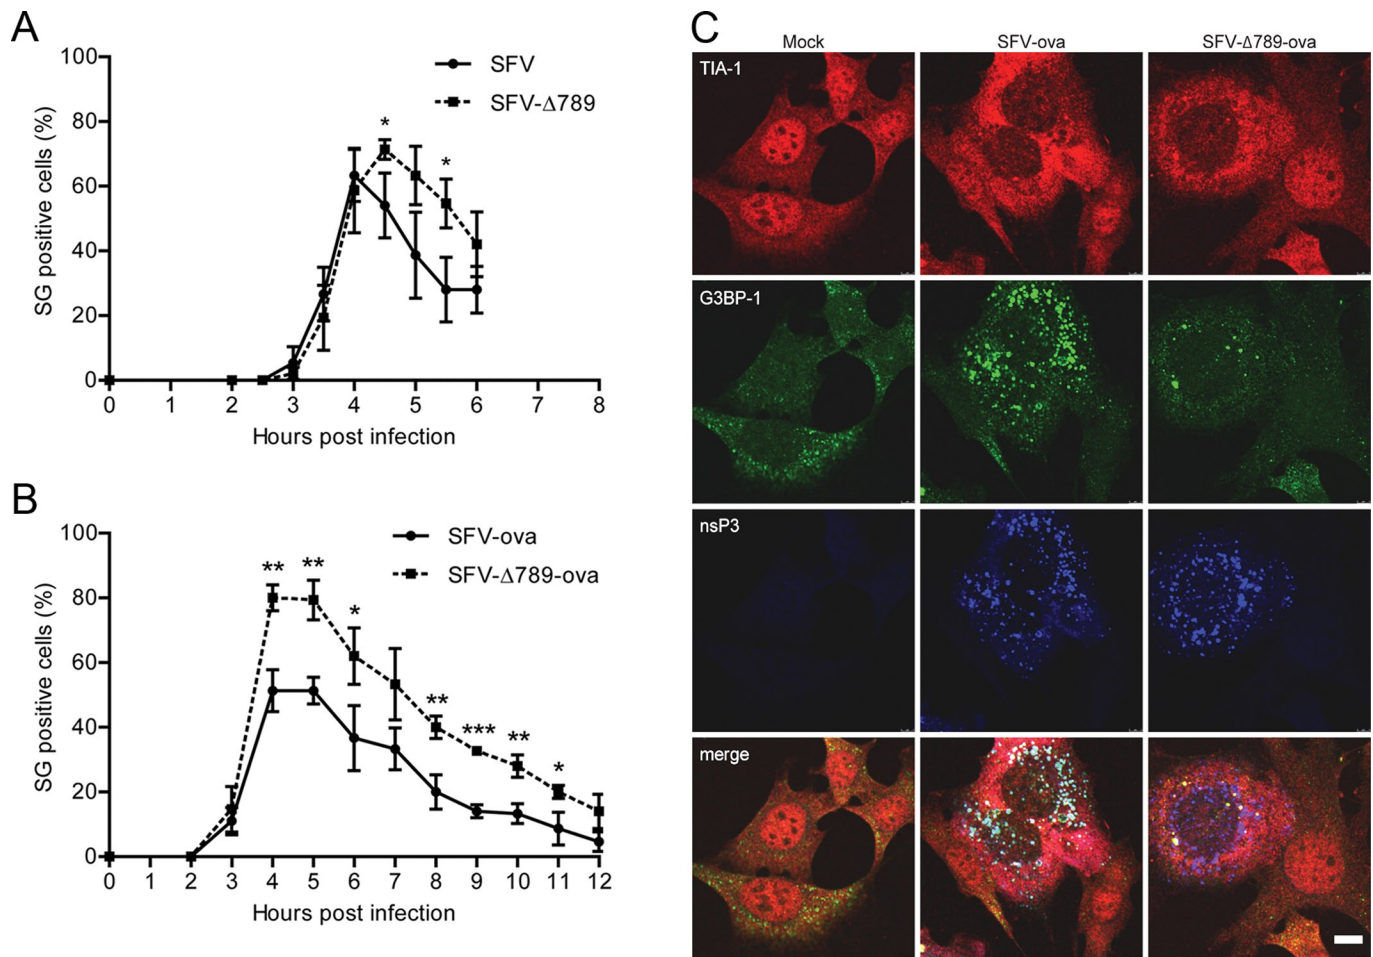 A
SG positive cells (%)
100
80
60
40
20
0
0 1 2 3 4 5 6 7 8
Hours post infection
SFV
SFV-Δ789
*
*
B
SG positive cells (%)
100
80
60
40
20
0
0 1 2 3 4 5 6 7 8 9 10 11 12
Hours post infection
SFV-ova
SFV-Δ789-ova
** ** * ** *** ** *
C
Mock SFV-ova SFV-Δ789-ova
TIA-1
G3BP-1
nsP3
merge